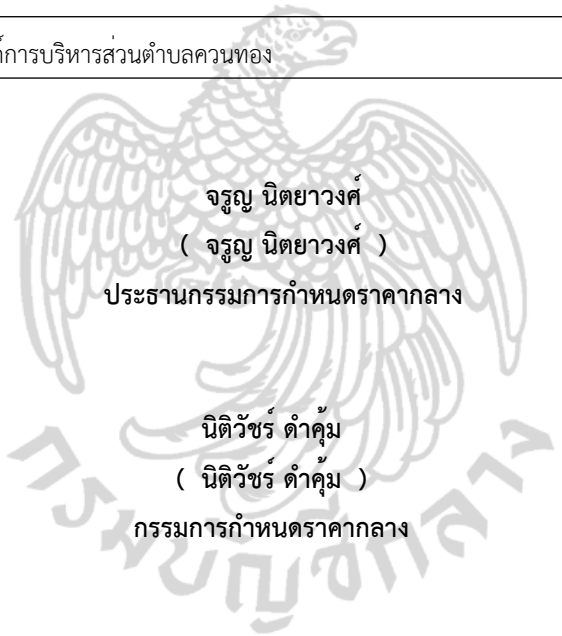 การบริหารส่วนตำบลควนทอง
จรูญ นิตยาวงศ์
( จรูญ นิตยาวงศ์ )
ประธานกรรมการกำหนดราคากลาง
นิติวัชร์ ดำคุ้ม
( นิติวัชร์ ดำคุ้ม )
กรรมการกำหนดราคากลาง
กรมบัญชีกลาง